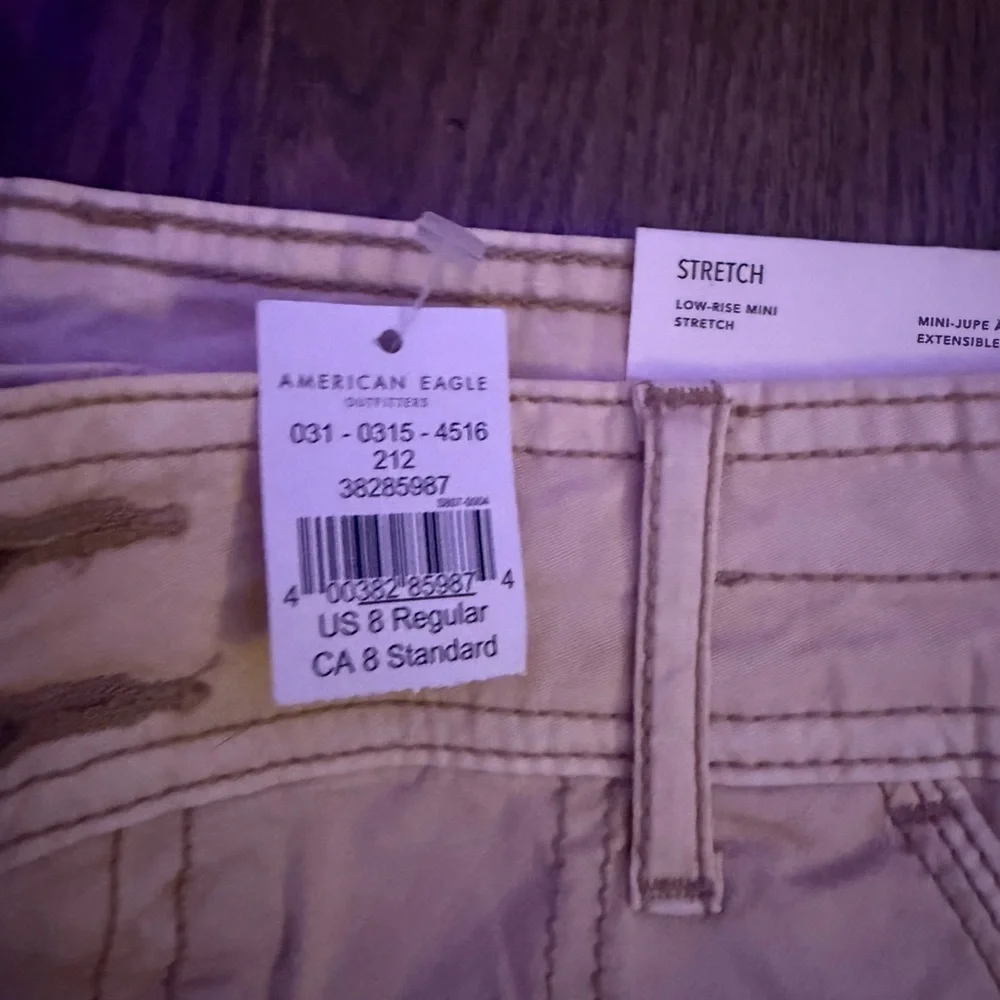 STRETCH
LOW-RISE MINI
STRETCH
MINI-JUPE À
EXTENSIBLE
AMERICAN EAGLE
OUTFITTERS
031 - 0315 - 4516
212
38285987
4 00382 85987 4
US 8 Regular
CA 8 Standard